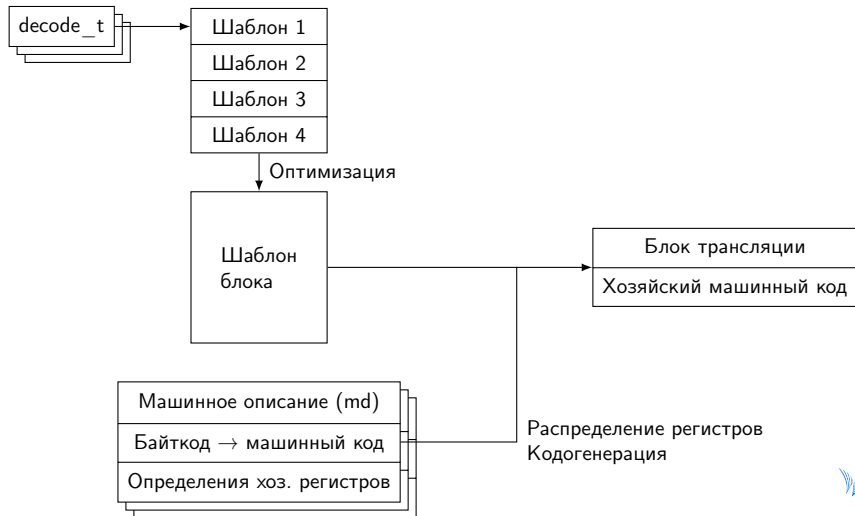 decode_t
Шаблон 1
Шаблон 2
Шаблон 3
Шаблон 4
Оптимизация
Шаблон
блока
Блок трансляции
Хозяйский машинный код
Машинное описание (md)
Байткод → машинный код
Определения хоз. регистров
Распределение регистров
Кодогенерация